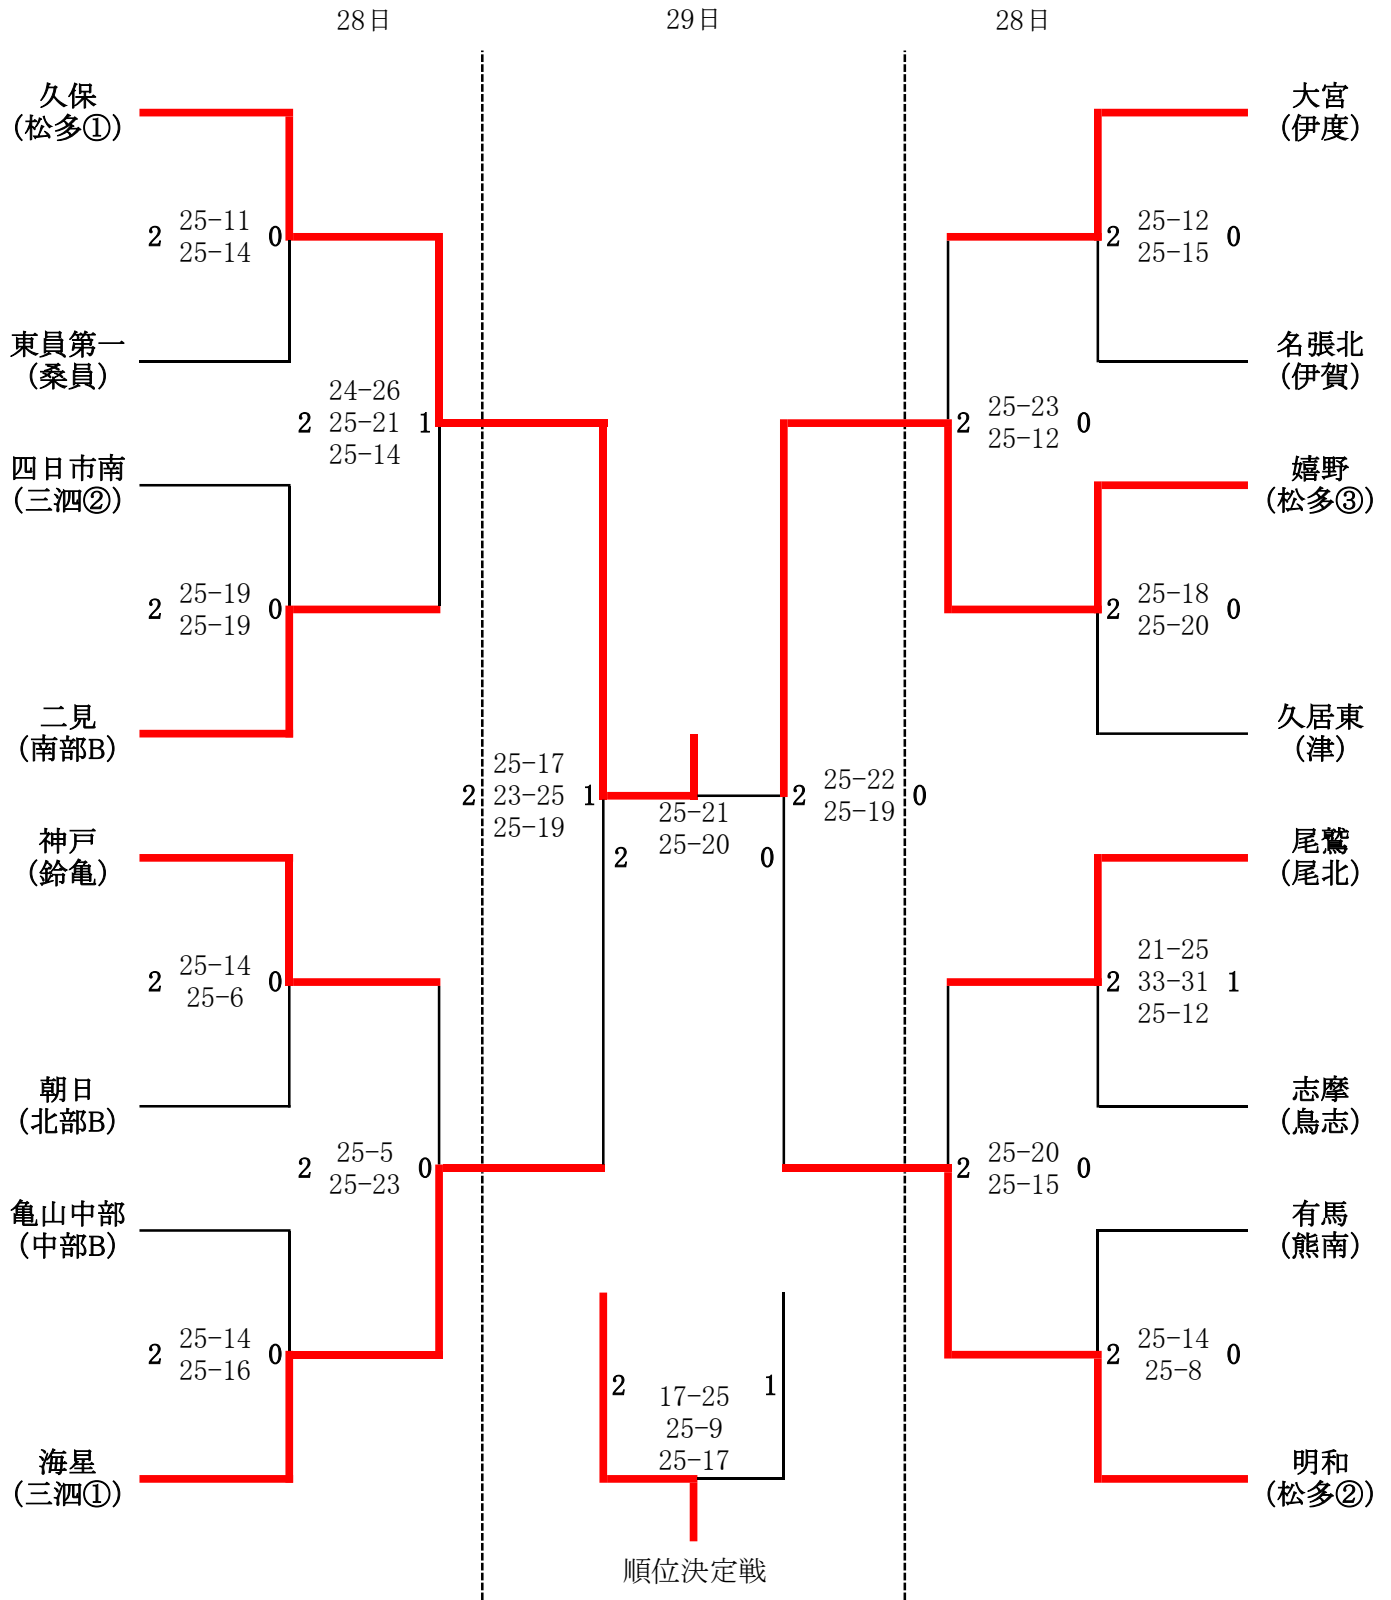 28日
29日
28日
久保
(松多①)
大宮
(伊度)
2
25-11
25-14
0
2
25-12
25-15
0
東員第一
(桑員)
名張北
(伊賀)
2
24-26
25-21
25-14
1
2
25-23
25-12
0
四日市南
(三泗②)
嬉野
(松多③)
2
25-19
25-19
0
2
25-18
25-20
0
二見
(南部B)
久居東
(津)
2
25-17
23-25
25-19
1
25-21
25-20
2
0
2
25-22
25-19
0
神戸
(鈴亀)
尾鷲
(尾北)
2
25-14
25-6
0
2
21-25
33-31
25-12
1
朝日
(北部B)
志摩
(鳥志)
2
25-5
25-23
0
2
25-20
25-15
0
亀山中部
(中部B)
有馬
(熊南)
2
25-14
25-16
0
2
17-25
25-9
25-17
1
2
25-14
25-8
0
海星
(三泗①)
明和
(松多②)
順位決定戦